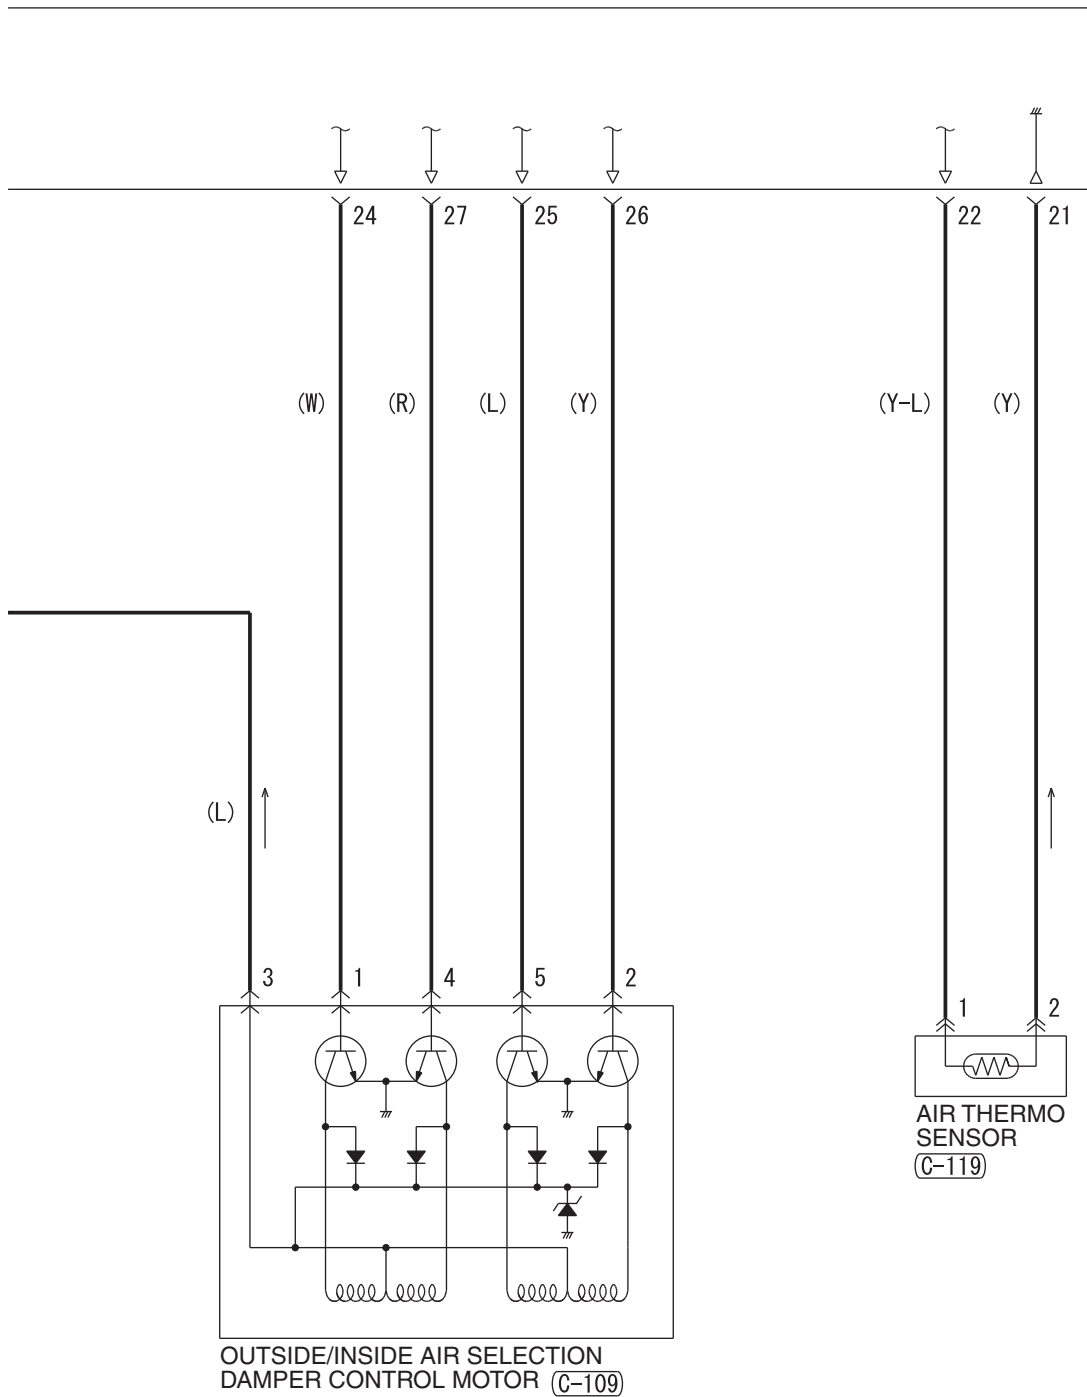 24 27 25 26 22 21
(W) (R) (L) (Y) (Y-L) (Y)
(L)
3 1 4 5 2 1 2
AIR THERMO
SENSOR
C-119
OUTSIDE/INSIDE AIR SELECTION
DAMPER CONTROL MOTOR C-109